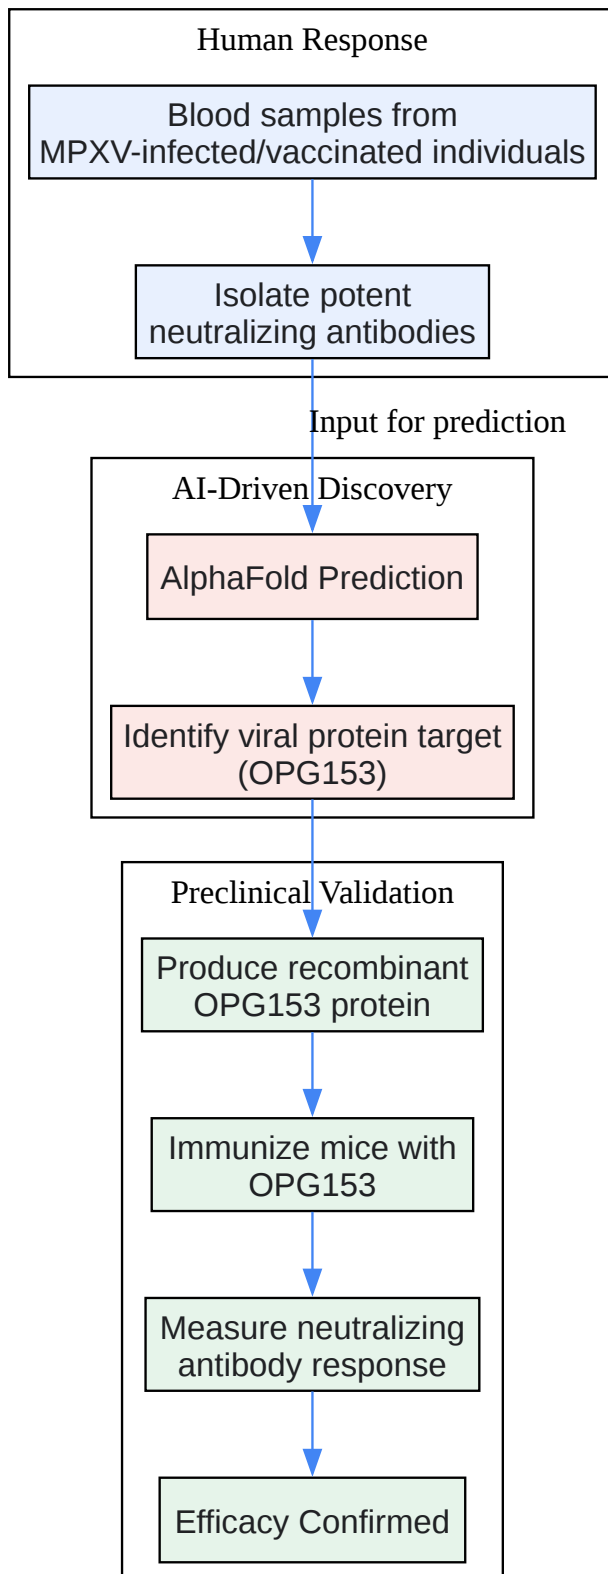 Human Response
Blood samples from
MPXV-infected/vaccinated individuals
Isolate potent
neutralizing antibodies
Input for prediction
AI-Driven Discovery
AlphaFold Prediction
Identify viral protein target
(OPG153)
Preclinical Validation
Produce recombinant
OPG153 protein
Immunize mice with
OPG153
Measure neutralizing
antibody response
Efficacy Confirmed